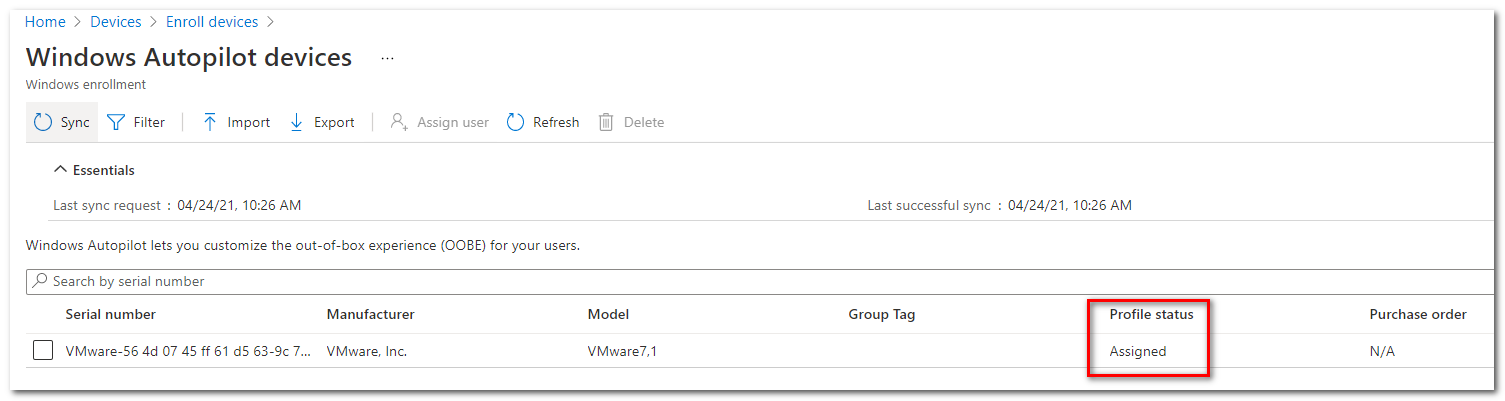 Home > Devices > Enroll devices >
Windows Autopilot devices ...
Windows enrollment
Sync Filter Import Export Assign user Refresh Delete
Essentials
Last sync request : 04/24/21, 10:26 AM Last successful sync : 04/24/21, 10:26 AM
Windows Autopilot lets you customize the out-of-box experience (OOBE) for your users.
Search by serial number
Serial number Manufacturer Model Group Tag Profile status Purchase order
VMware-56 4d 07 45 ff 61 d5 63-9c 7... VMware, Inc. VMware7,1 Assigned N/A